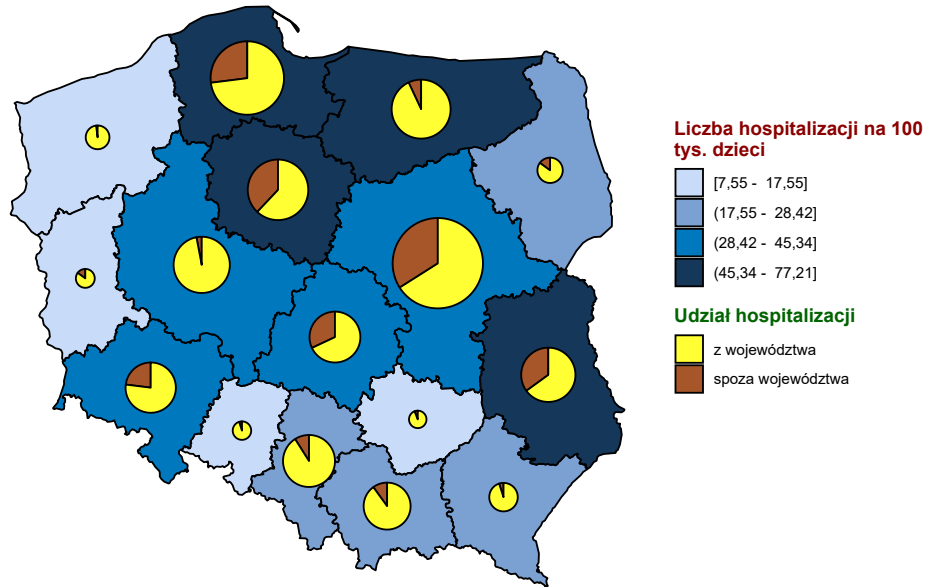 Liczba hospitalizacji na 100
tys. dzieci
[7,55 - 17,55]
(17,55 - 28,42]
(28,42 - 45,34]
(45,34 - 77,21]
Udział hospitalizacji
z województwa
spoza województwa